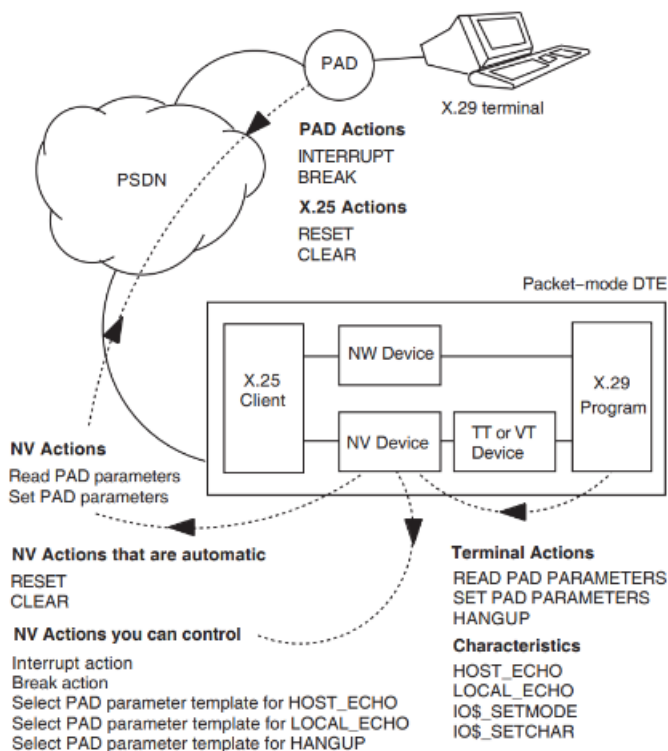 PAD
X.29 terminal
PAD Actions
INTERRUPT
BREAK
X.25 Actions
RESET
CLEAR
PSDN
Packet-mode DTE
X.25
Client
NW Device
NV Device
TT or VT
Device
X.29
Program
NV Actions
Read PAD parameters
Set PAD parameters
NV Actions that are automatic
RESET
CLEAR
NV Actions you can control
Interrupt action
Break action
Select PAD parameter template for HOST_ECHO
Select PAD parameter template for LOCAL_ECHO
Select PAD parameter template for HANGUP
Terminal Actions
READ PAD PARAMETERS
SET PAD PARAMETERS
HANGUP
Characteristics
HOST_ECHO
LOCAL_ECHO
IO$_SETMODE
IO$_SETCHAR